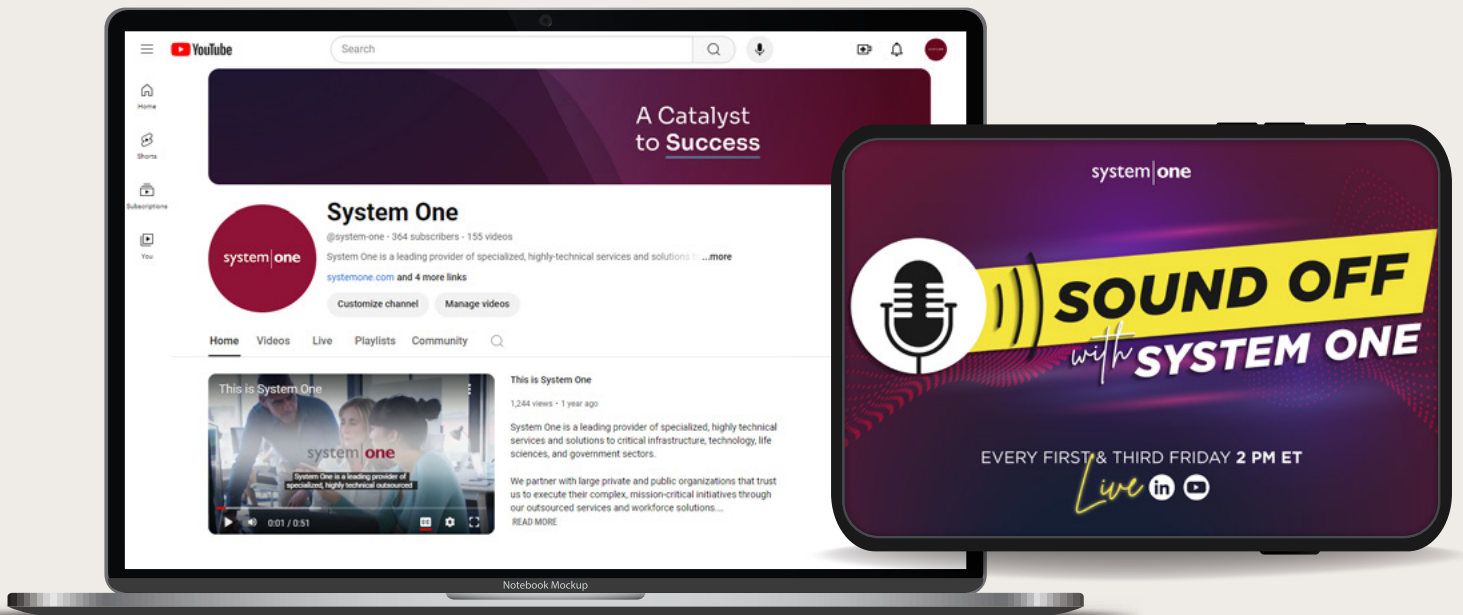 YouTube
Search
Home
Shorts
Subscriptions
You
A Catalyst
to Success
system|one
System One
@system-one - 364 subscribers - 155 videos
System One is a leading provider of specialized, highly-technical services and solutions t ...more
systemone.com and 4 more links
Customize channel Manage videos
Home Videos Live Playlists Community
This is System One
system one
System One is a leading provider of
specialized, highly technical outsourced
0:01 / 0:51
This is System One
1,244 views • 1 year ago
System One is a leading provider of specialized, highly technical
services and solutions to critical infrastructure, technology, life
sciences, and government sectors.
We partner with large private and public organizations that trust
us to execute their complex, mission-critical initiatives through
our outsourced services and workforce solutions....
READ MORE
Notebook Mockup
system|one
SOUND OFF
with SYSTEM ONE
EVERY FIRST & THIRD FRIDAY 2 PM ET
Live in